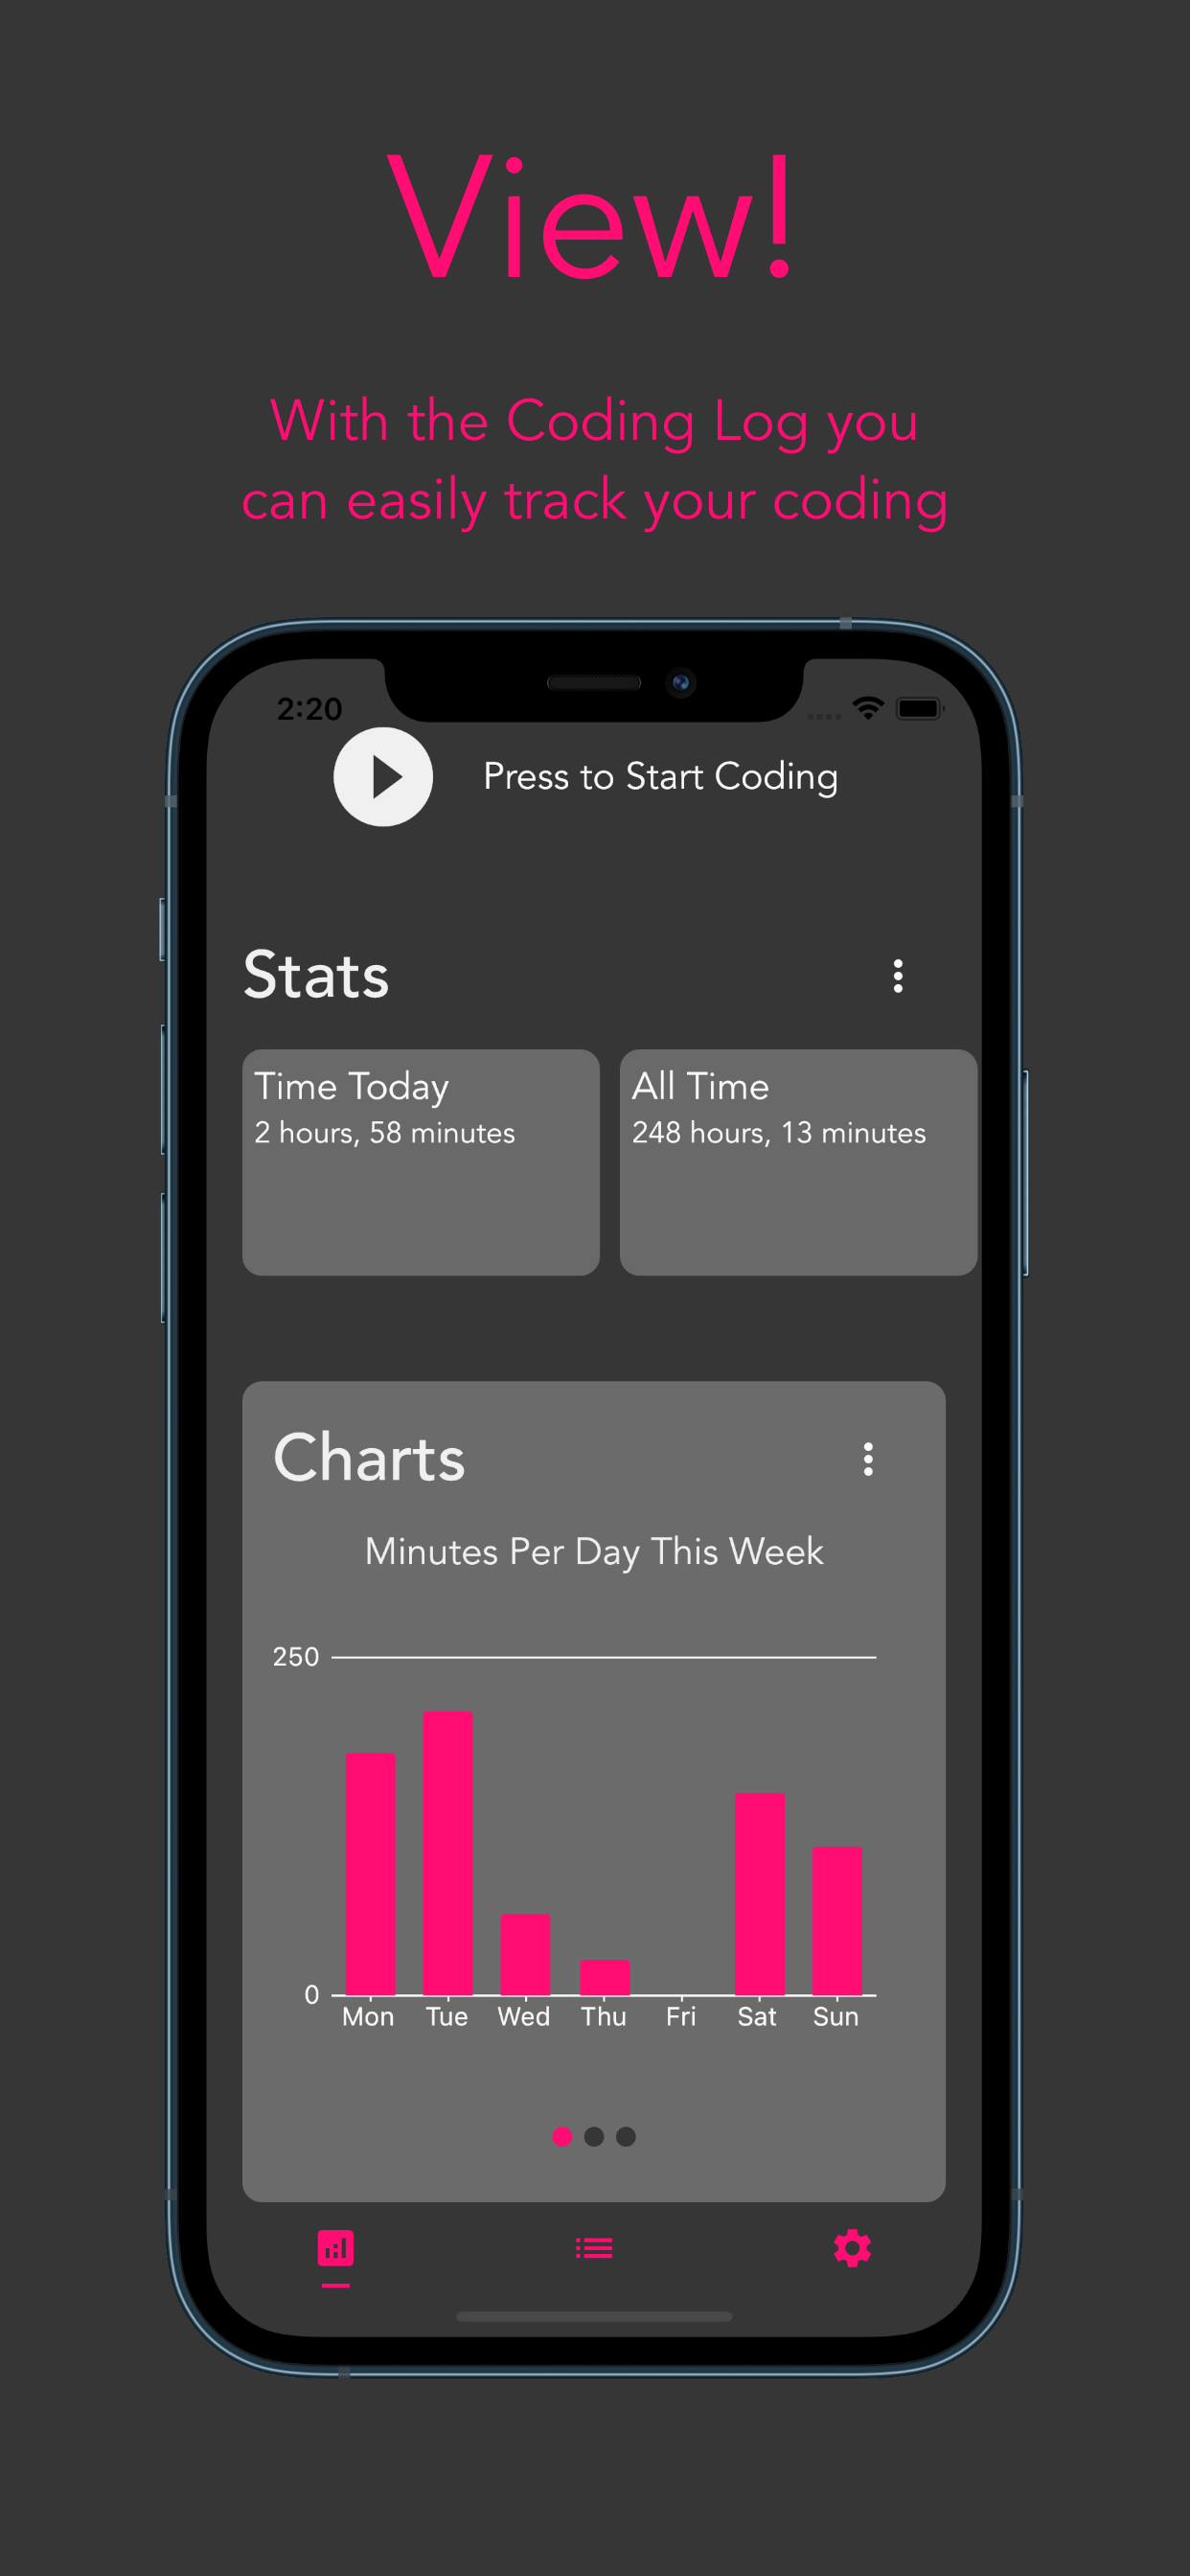 View!
With the Coding Log you
can easily track your coding
2:20
Press to Start Coding
Stats
Time Today
2 hours, 58 minutes
All Time
248 hours, 13 minutes
Charts
Minutes Per Day This Week
250
0
Mon Tue Wed Thu Fri Sat Sun